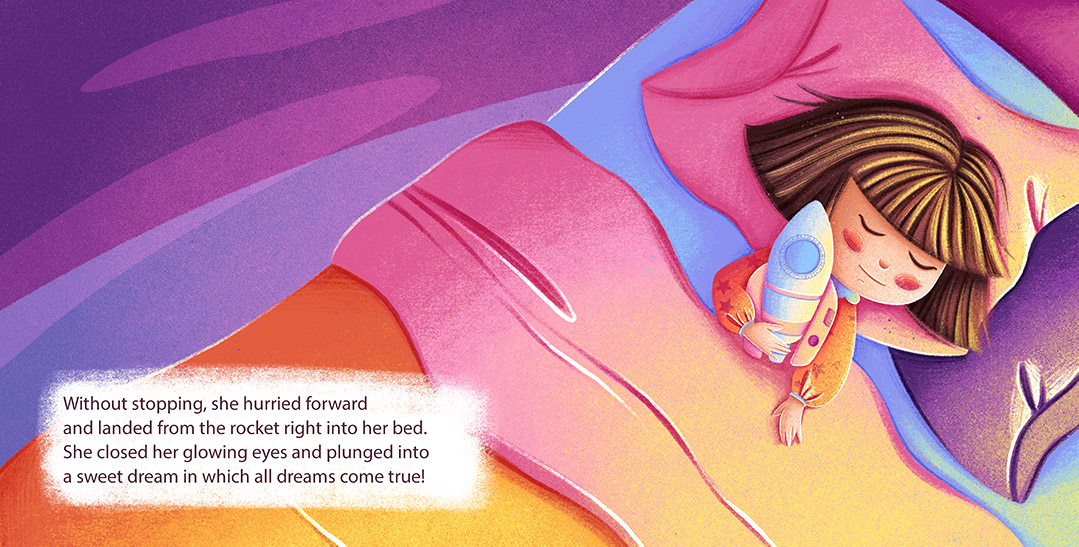 Without stopping, she hurried forward
and landed from the rocket right into her bed.
She closed her glowing eyes and plunged into
a sweet dream in which all dreams come true!